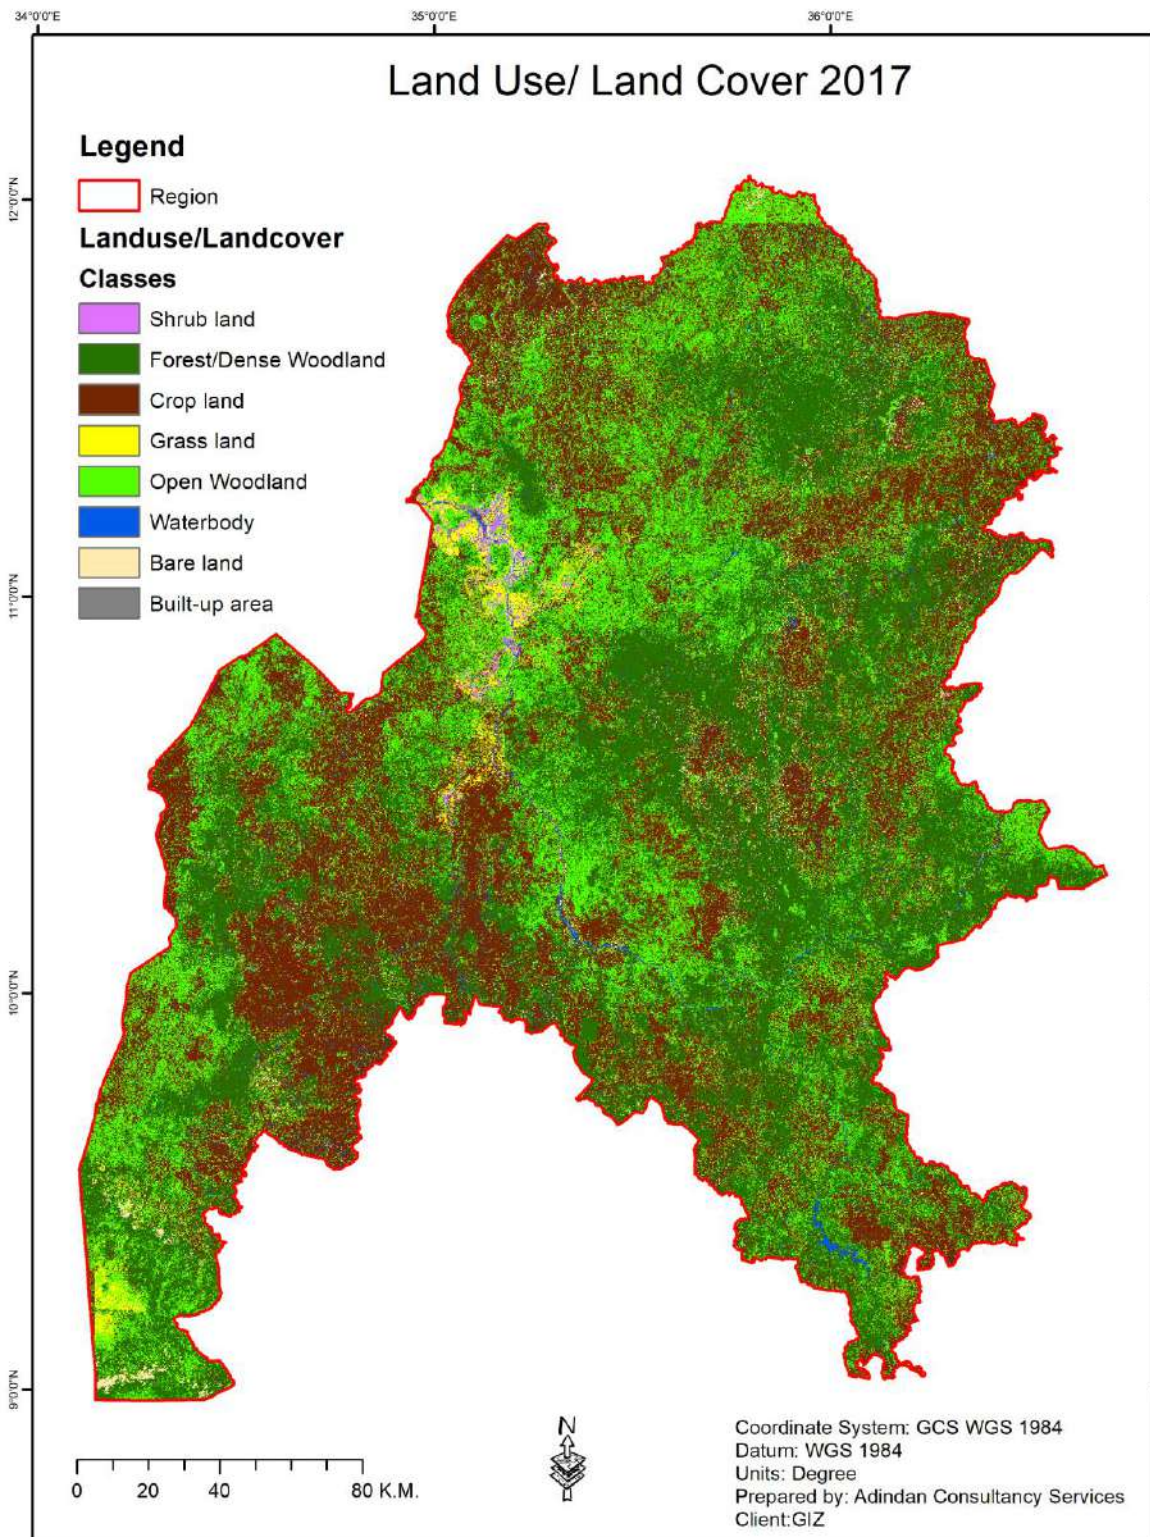 34°0'0"E
35°0'0"E
36°0'0"E
Land Use/ Land Cover 2017
Legend
Region
Landuse/Landcover
Classes
Shrub land
Forest/Dense Woodland
Crop land
Grass land
Open Woodland
Waterbody
Bare land
Built-up area
12°0'0"N
11°0'0"N
10°0'0"N
9°0'0"N
0 20 40 80 K.M.
N
Coordinate System: GCS WGS 1984
Datum: WGS 1984
Units: Degree
Prepared by: Adindan Consultancy Services
Client:GIZ